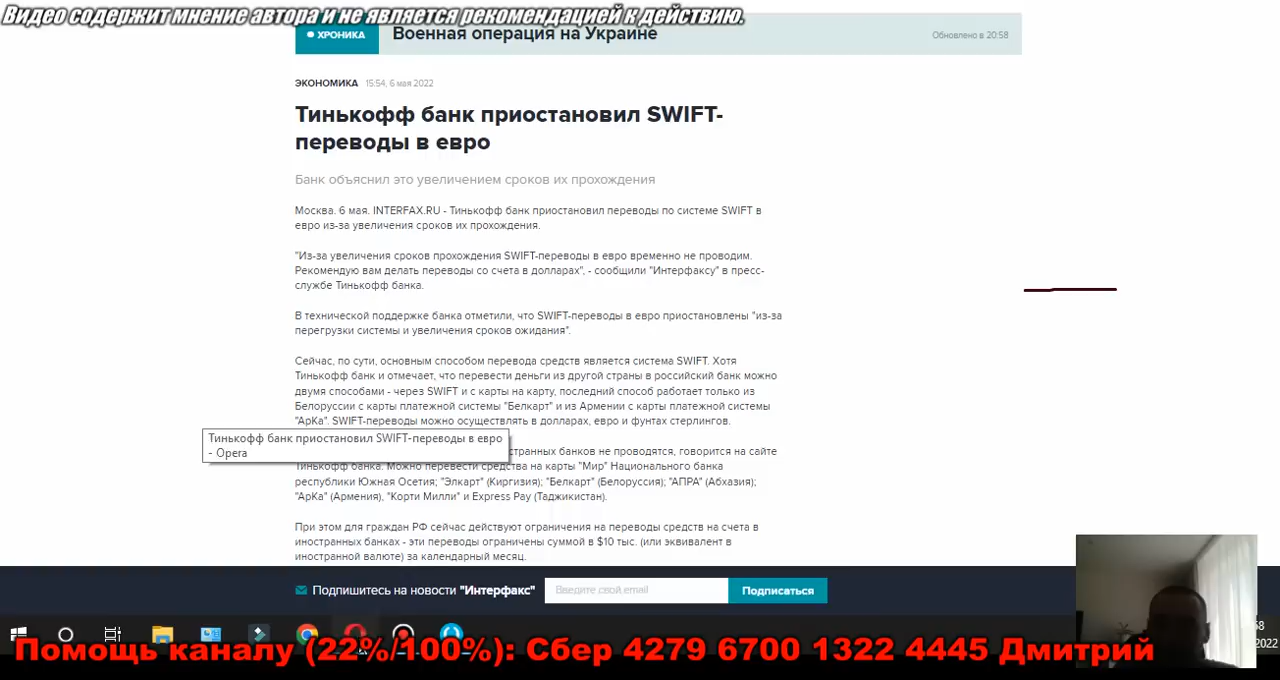 Видео содержит мнение автора и не является рекомендацией к действию.
ХРОНИКА
Военная операция на Украине
Обновлено в 20:58
ЭКОНОМИКА 15:54, 6 мая 2022
Тинькофф банк приостановил SWIFT-
переводы в евро
Банк объяснил это увеличением сроков их прохождения
Москва. 6 мая. INTERFAX.RU - Тинькофф банк приостановил переводы по системе SWIFT в
евро из-за увеличения сроков их прохождения.
"Из-за увеличения сроков прохождения SWIFT-переводы в евро временно не проводим.
Рекомендую вам делать переводы со счета в долларах", - сообщили "Интерфаксу" в пресс-
службе Тинькофф банка.
В технической поддержке банка отметили, что SWIFT-переводы в евро приостановлены "из-за
перегрузки системы и увеличения сроков ожидания".
Сейчас, по сути, основным способом перевода средств является система SWIFT. Хотя
Тинькофф банк и отмечает, что перевести деньги из другой страны в российский банк можно
двумя способами - через SWIFT и с карты на карту, последний способ работает только из
Белоруссии с карты платежной системы "Белкарт" и из Армении с карты платежной системы
"АрКа". SWIFT-переводы можно осуществлять в долларах, евро и фунтах стерлингов.
Тинькофф банк приостановил SWIFT-переводы в евро
- Opera
странных банков не проводятся, говорится на сайте
Тинькофф банка. Можно перевести средства на карты "Мир" Национального банка
республики Южная Осетия; "Элкарт" (Киргизия); "Белкарт" (Белоруссия); "АПРА" (Абхазия);
"АрКа" (Армения), "Корти Милли" и Express Pay (Таджикистан).
При этом для граждан РФ сейчас действуют ограничения на переводы средств на счета в
иностранных банках - эти переводы ограничены суммой в $10 тыс. (или эквивалент в
иностранной валюте) за календарный месяц.
Подпишитесь на новости "Интерфакс"
Введите свой email
Подписаться
58
2022
Помощь каналу (22%/100%): Сбер 4279 6700 1322 4445 Дмитрий